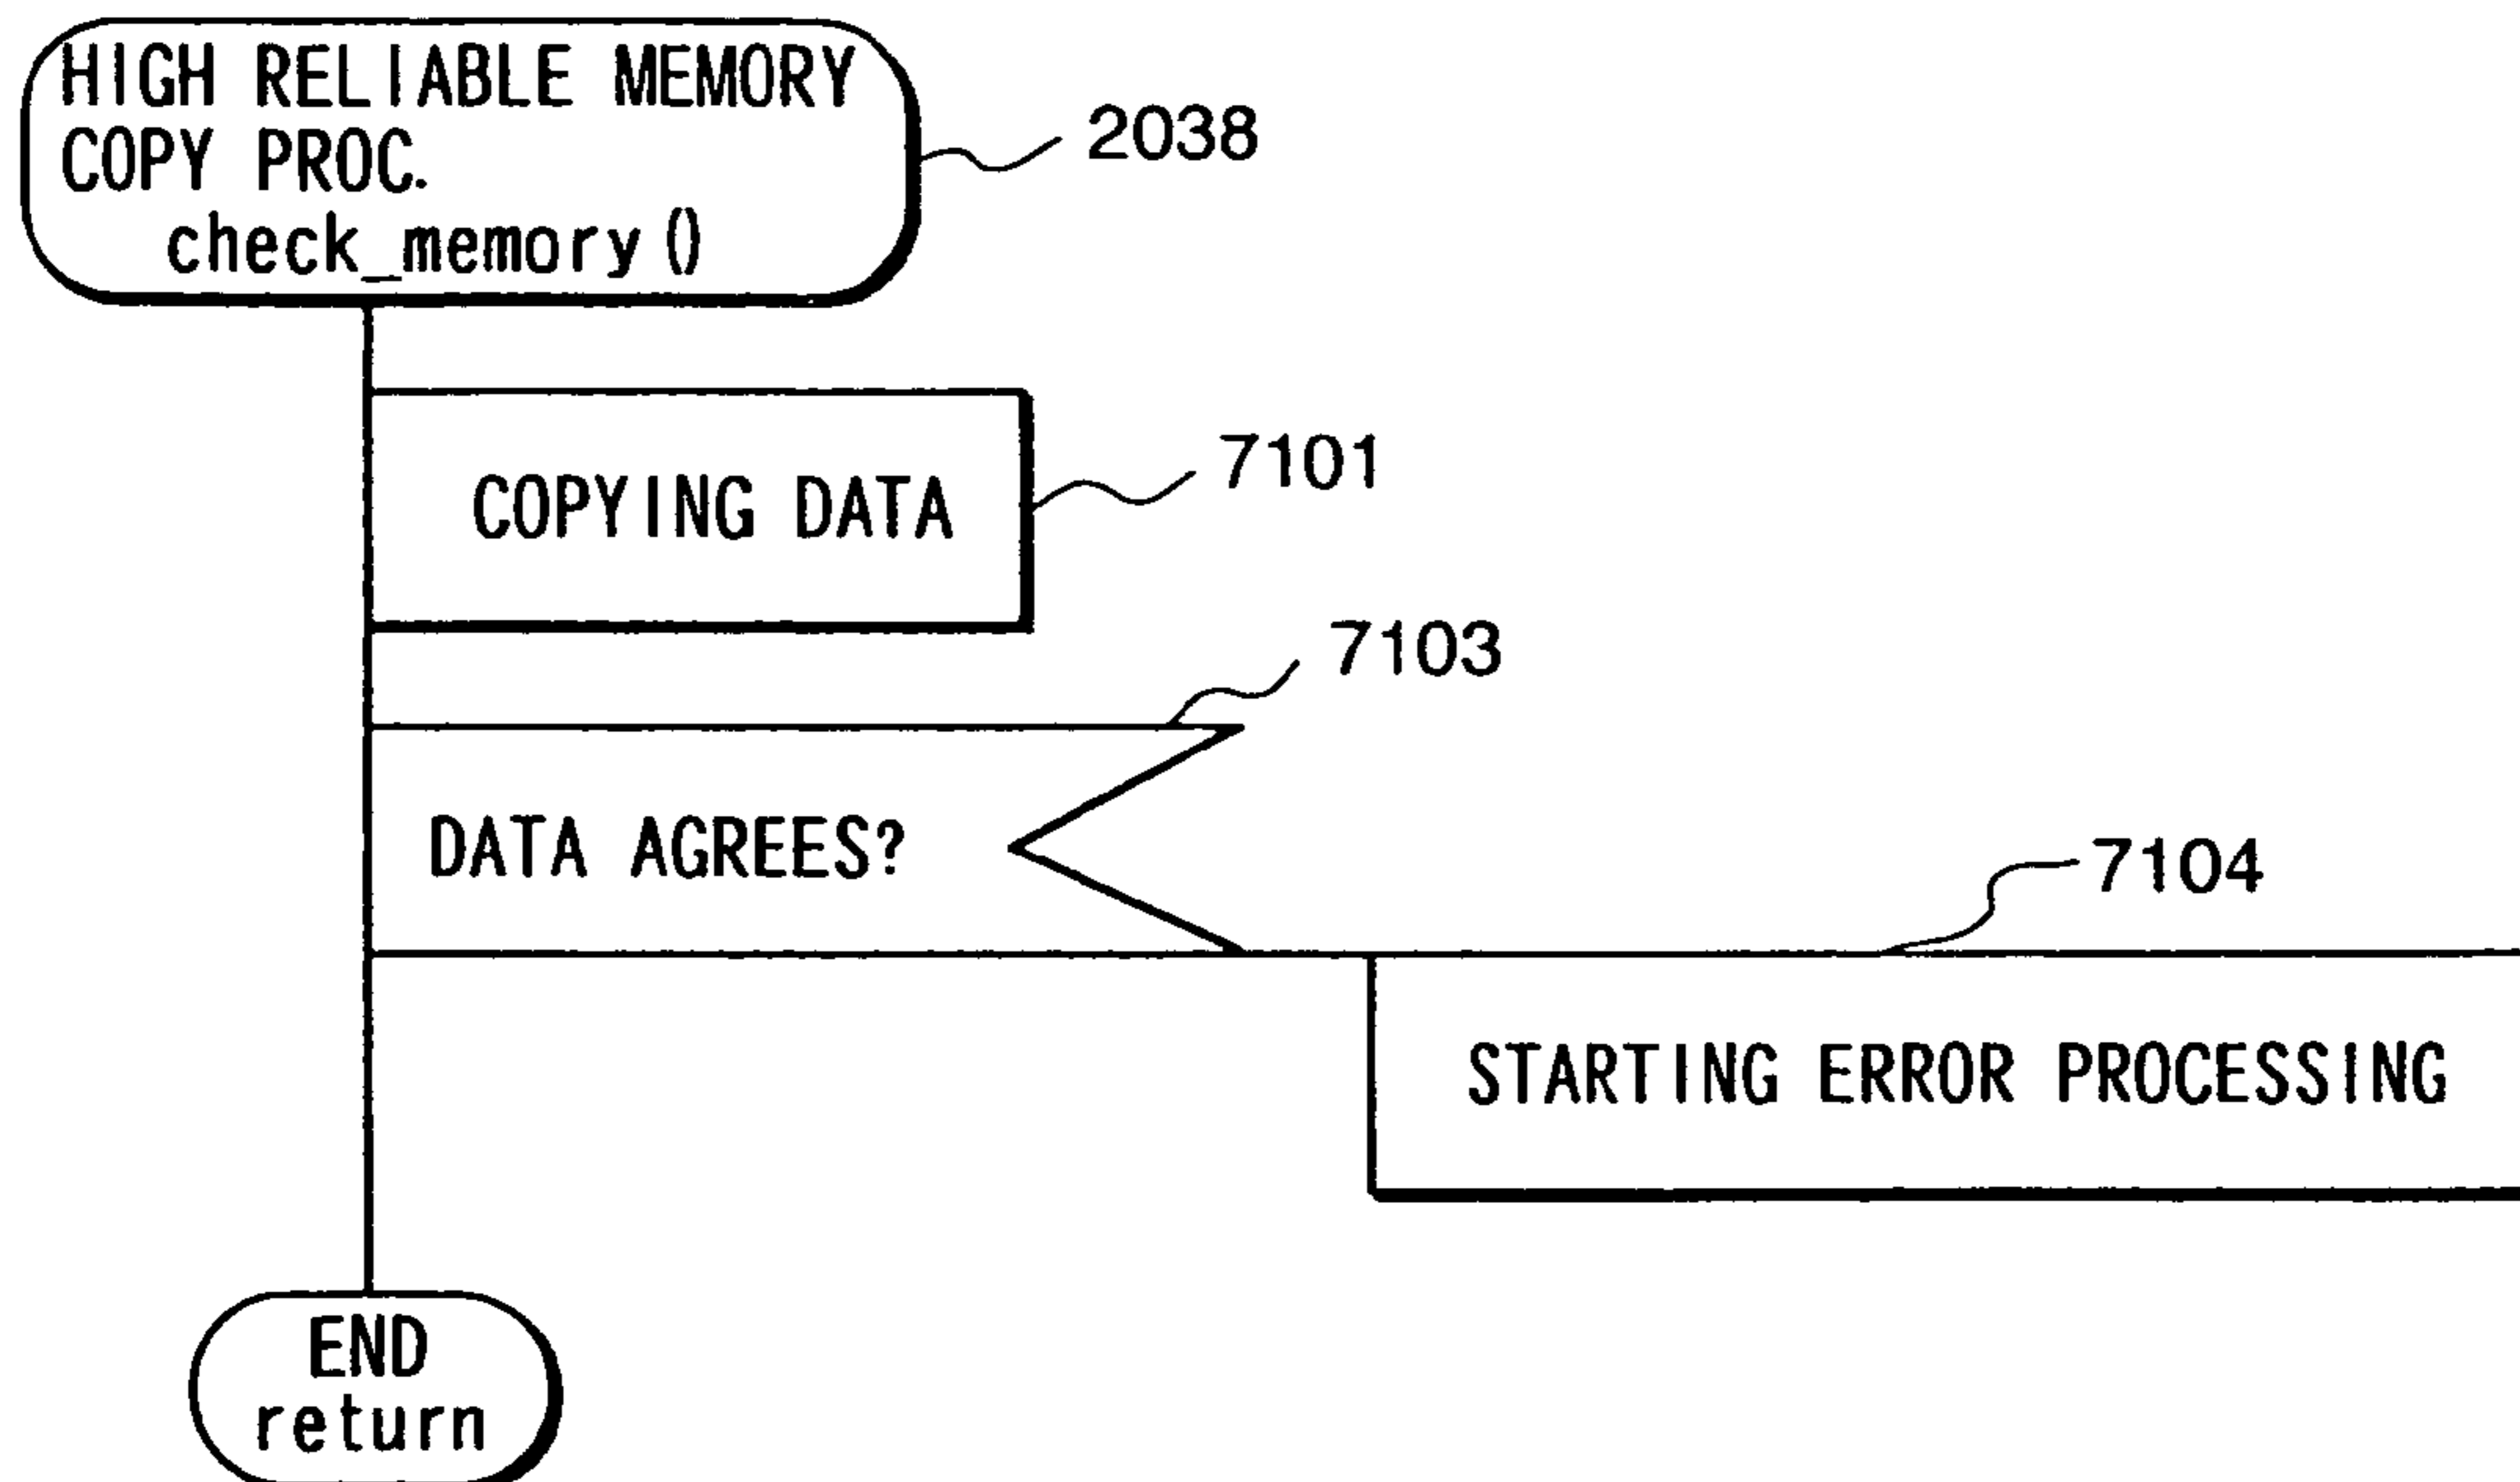 HIGH RELIABLE MEMORY
COPY PROC.
check_memory ()
2038
COPYING DATA
7101
7103
DATA AGREES?
7104
STARTING ERROR PROCESSING
END
return